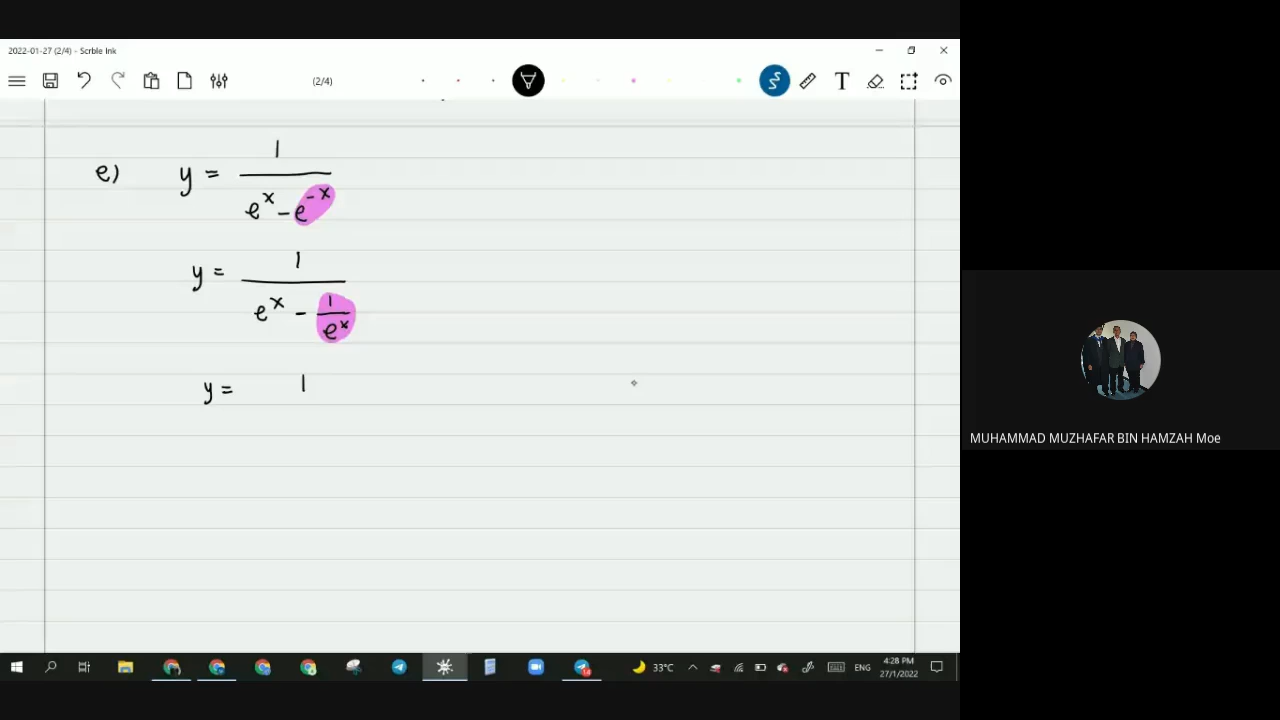 2022-01-27 (2/4) - Scrble Ink
(2/4)
T
e) y = 1
e^x - e^-x
y = 1
e^x - 1
e^x
y = 1
MUHAMMAD MUZHAFAR BIN HAMZAH Moe
33°C
ENG
4:28 PM
27/1/2022